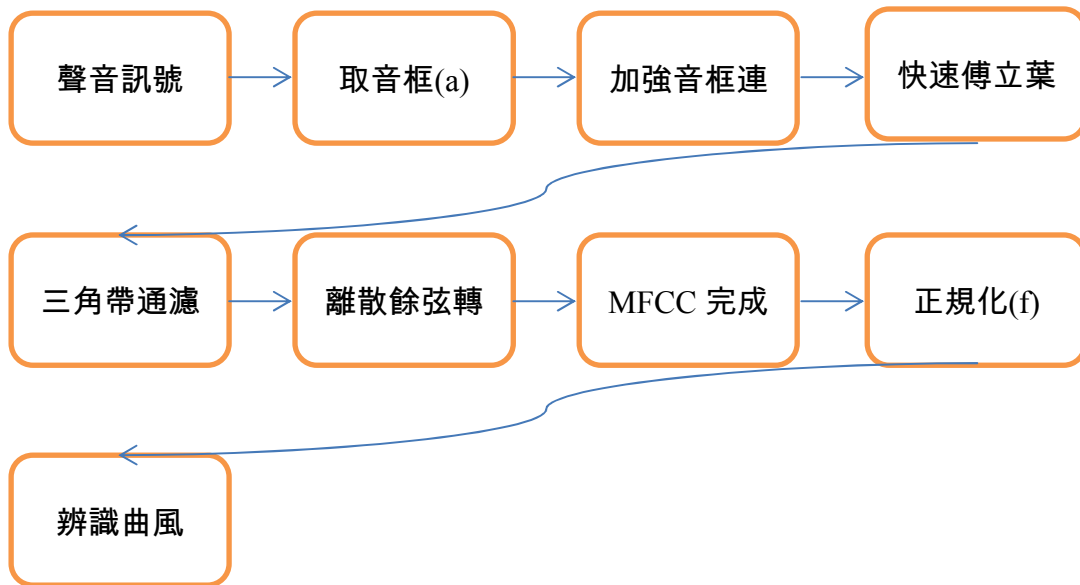 聲音訊號
取音框(a)
加強音框連
快速傅立葉
三角帶通濾
離散餘弦轉
MFCC 完成
正規化(f)
辨識曲風